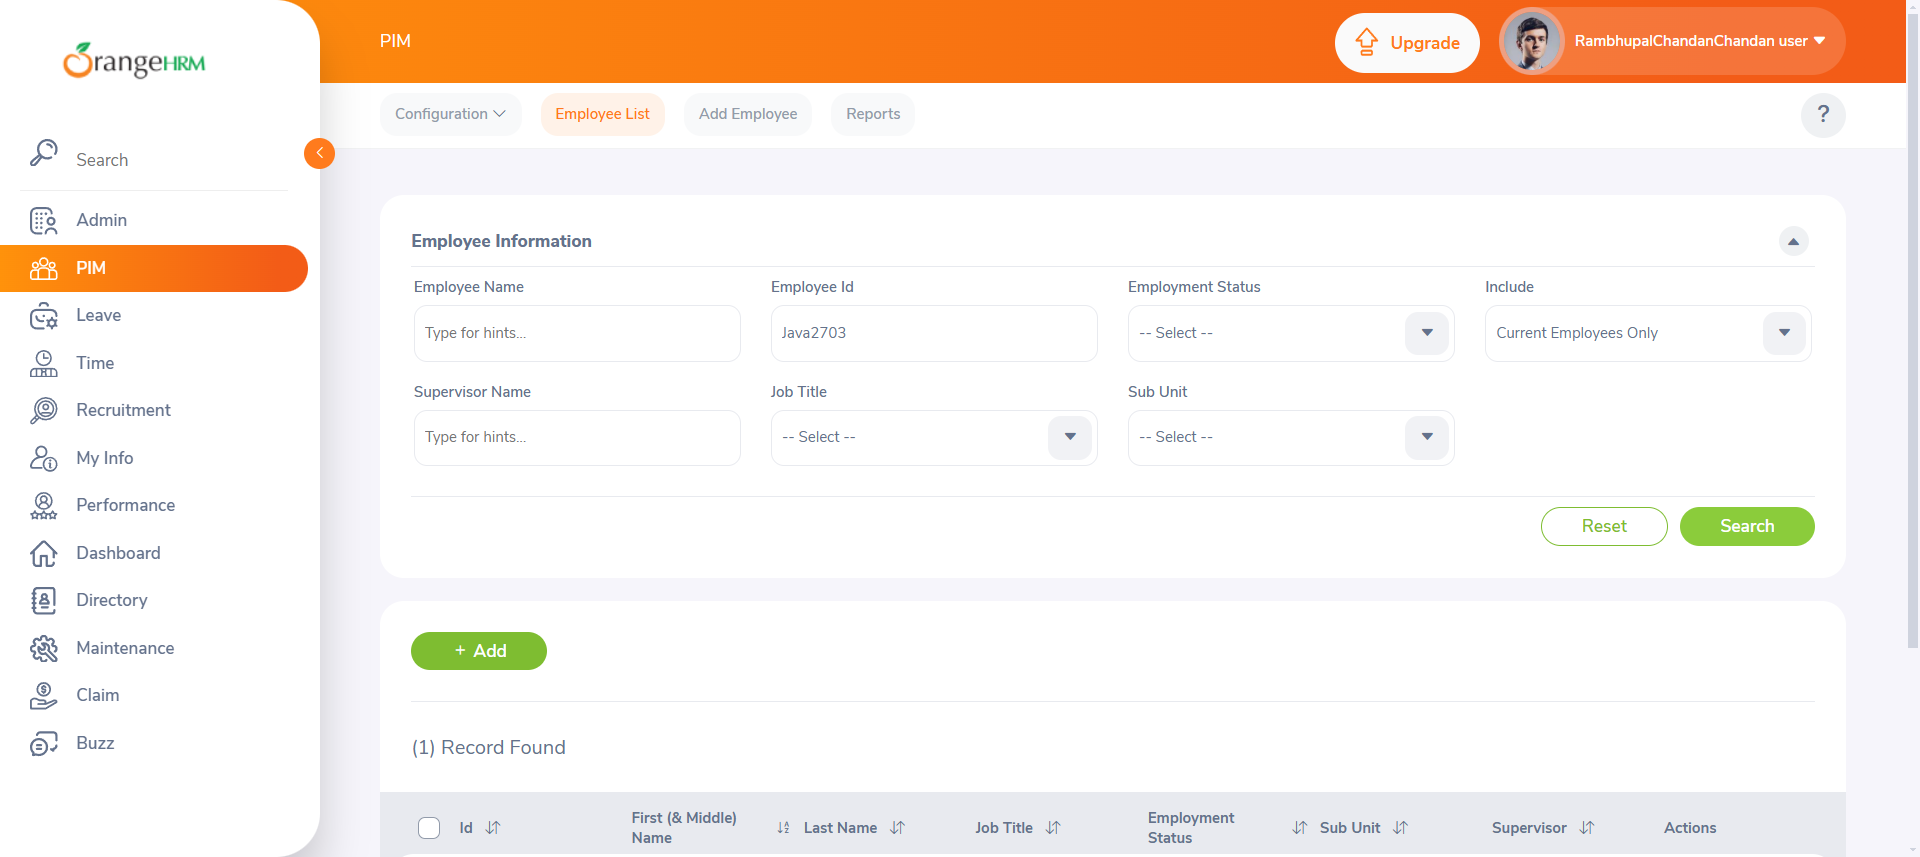 OrangeHRM
PIM
Upgrade
RambhupalChandanChandan user
Configuration
Employee List
Add Employee
Reports
?
Search
Admin
PIM
Leave
Time
Recruitment
My Info
Performance
Dashboard
Directory
Maintenance
Claim
Buzz
Employee Information
Employee Name
Employee Id
Employment Status
Include
Type for hints...
Java2703
-- Select --
Current Employees Only
Supervisor Name
Job Title
Sub Unit
Type for hints...
-- Select --
-- Select --
Reset
Search
+ Add
(1) Record Found
Id
First (& Middle)
Name
Last Name
Job Title
Employment
Status
Sub Unit
Supervisor
Actions